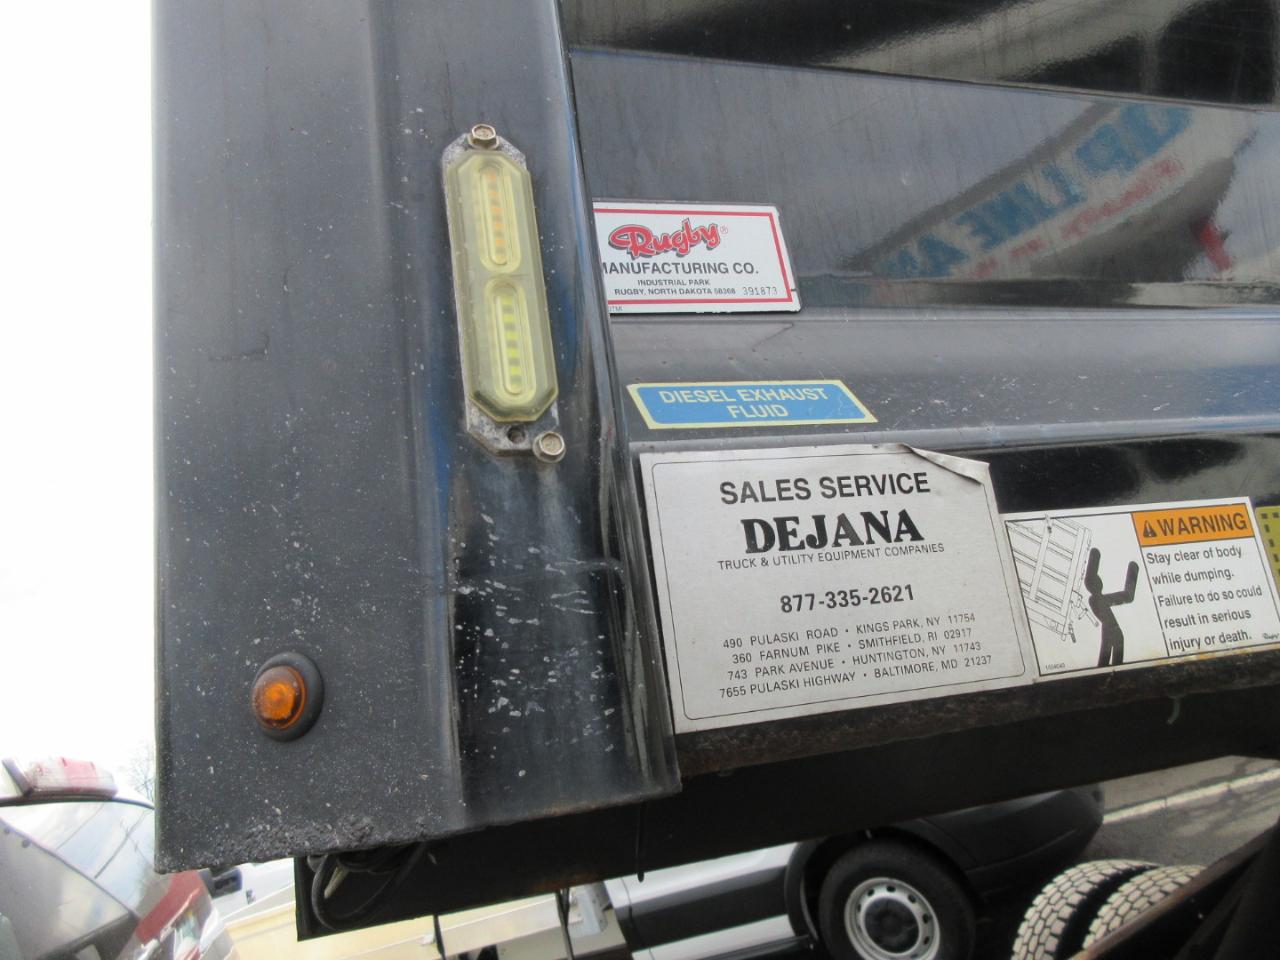 Rugby®
MANUFACTURING CO.
INDUSTRIAL PARK
RUGBY, NORTH DAKOTA 58368 391873
DIESEL EXHAUST
FLUID
SALES SERVICE
DEJANA
TRUCK & UTILITY EQUIPMENT COMPANIES
877-335-2621
490 PULASKI ROAD • KINGS PARK, NY 11754
360 FARNUM PIKE • SMITHFIELD, RI 02917
743 PARK AVENUE • HUNTINGTON, NY 11743
7655 PULASKI HIGHWAY • BALTIMORE, MD 21237
WARNING
Stay clear of body
while dumping.
Failure to do so could
result in serious
injury or death.